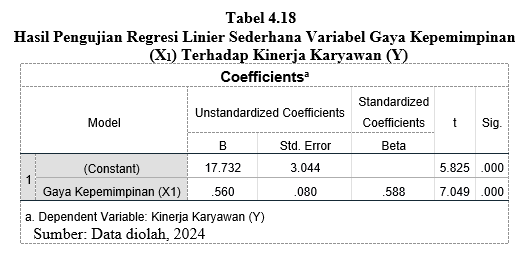 Tabel 4.18
Hasil Pengujian Regresi Linier Sederhana Variabel Gaya Kepemimpinan
(X1) Terhadap Kinerja Karyawan (Y)
Coefficientsa
Model Unstandardized Coefficients Standardized Coefficients t Sig.
B Std. Error Beta
1 (Constant) 17.732 3.044 5.825 .000
Gaya Kepemimpinan (X1) .560 .080 .588 7.049 .000
a. Dependent Variable: Kinerja Karyawan (Y)
Sumber: Data diolah, 2024